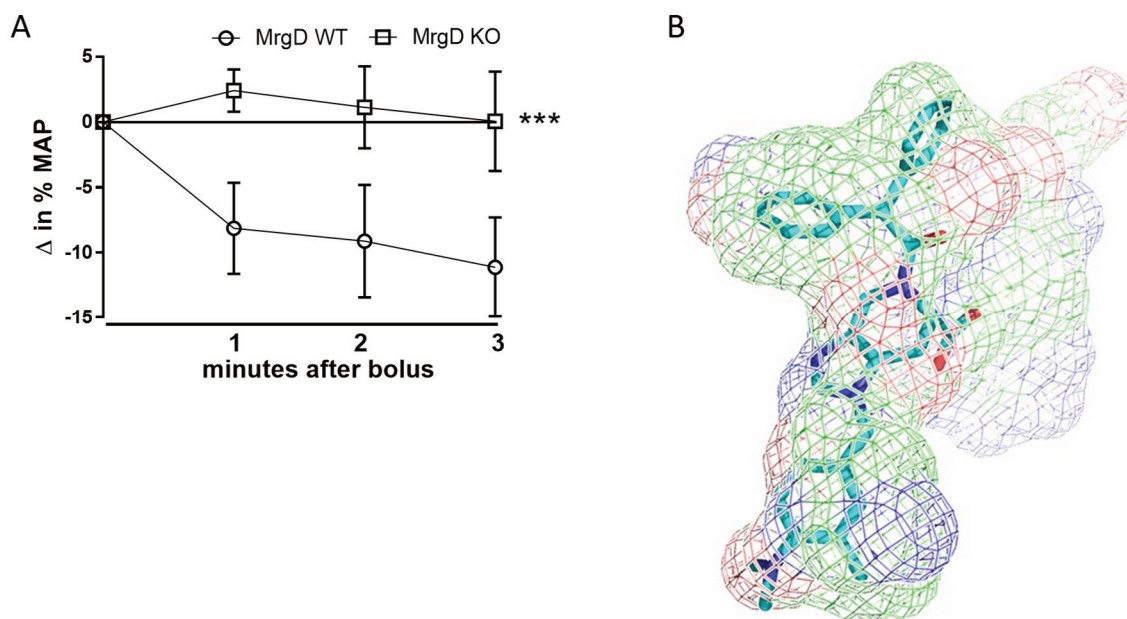 A
B
MrgD WT MrgD KO
5
0
-5
-10
-15
***
Δ in % MAP
1 2 3
minutes after bolus